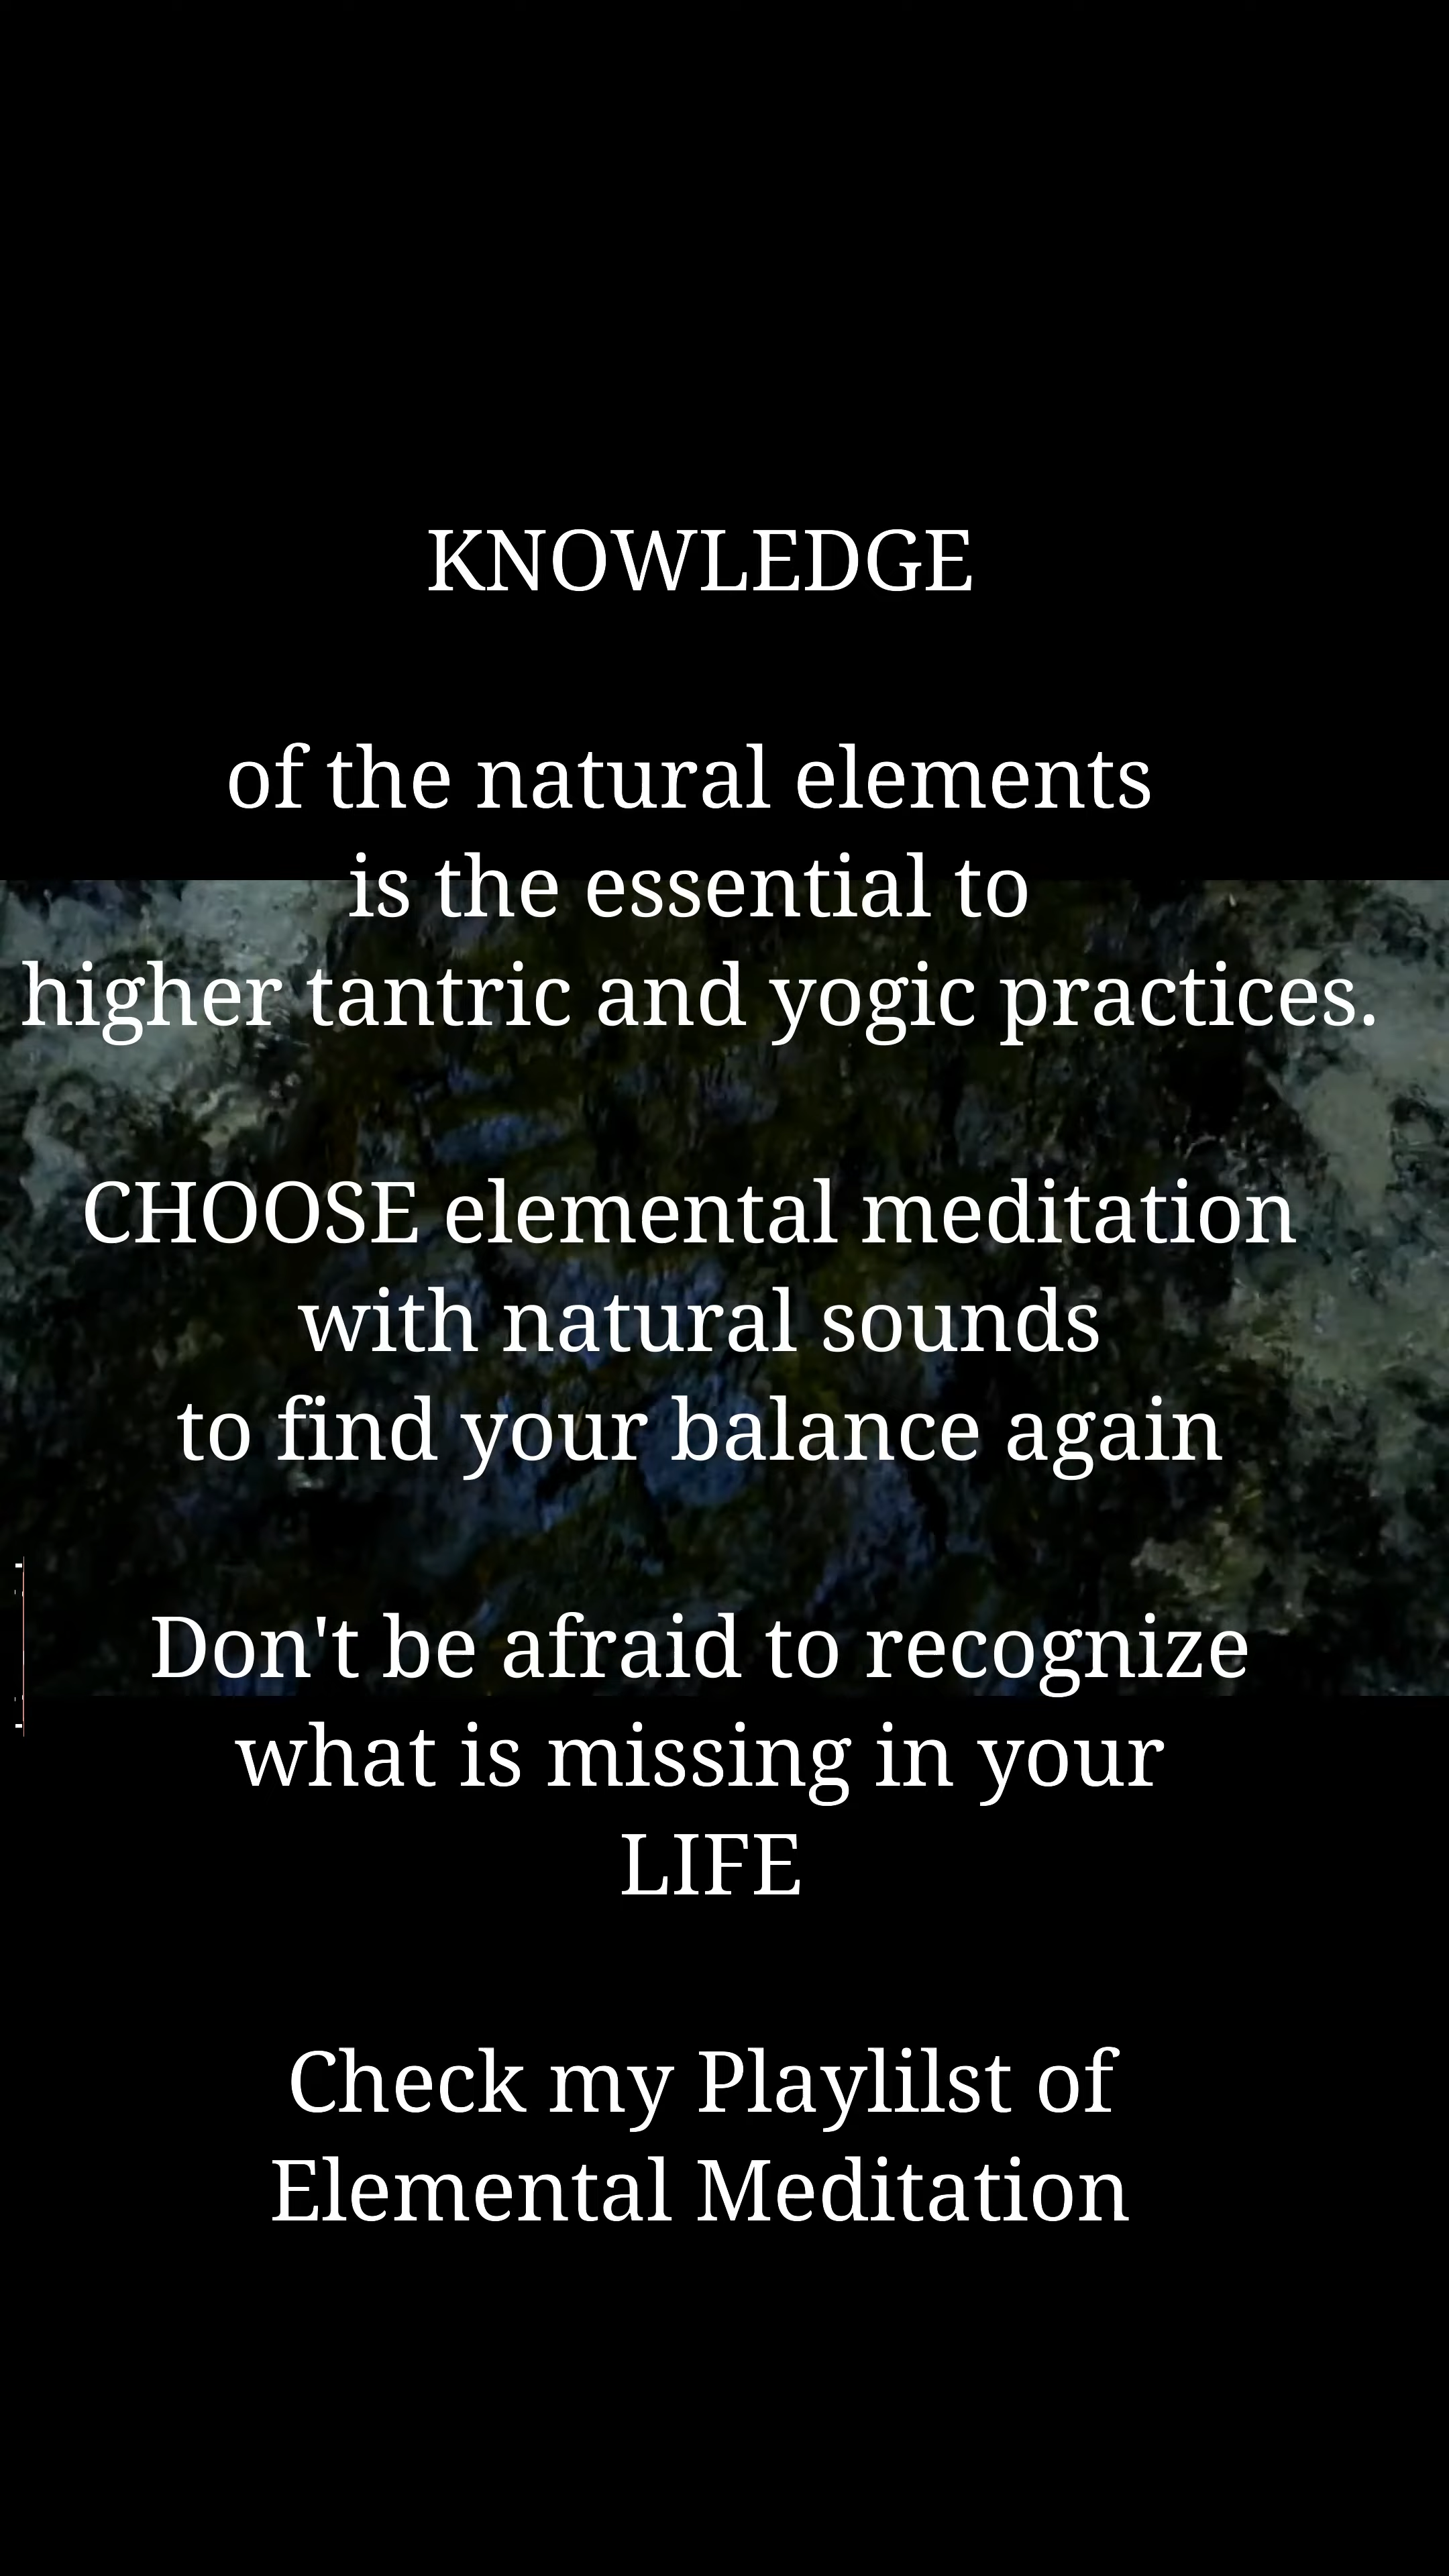 KNOWLEDGE
of the natural elements
is the essential to
higher tantric and yogic practices.
CHOOSE elemental meditation
with natural sounds
to find your balance again
Don't be afraid to recognize
what is missing in your
LIFE
Check my Playlilst of
Elemental Meditation